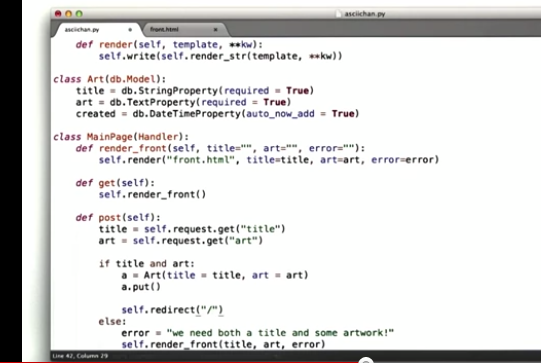 asciichan.py
asciichan.py
front.html
def render(self, template, **kw):
self.write(self.render_str(template, **kw))
class Art(db.Model):
title = db.StringProperty(required = True)
art = db.TextProperty(required = True)
created = db.DateTimeProperty(auto_now_add = True)
class MainPage(Handler):
def render_front(self, title="", art="", error=""):
self.render("front.html", title=title, art=art, error=error)
def get(self):
self.render_front()
def post(self):
title = self.request.get("title")
art = self.request.get("art")
if title and art:
a = Art(title = title, art = art)
a.put()
self.redirect("/")
else:
error = "we need both a title and some artwork!"
self.render_front(title, art, error)
Line 42, Column 29